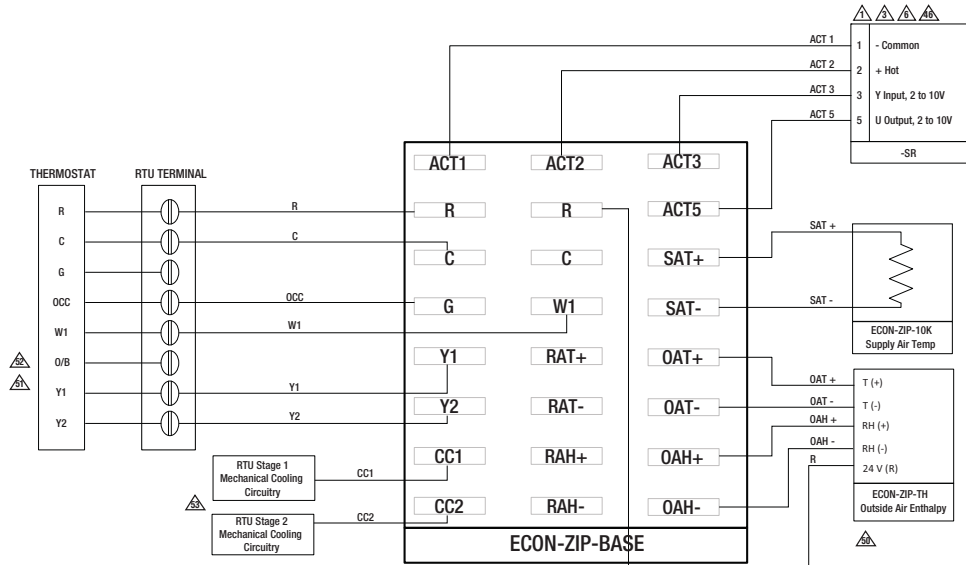 1 3 6 46
ACT 1
1 - Common
ACT 2
2 + Hot
ACT 3
3 Y Input, 2 to 10V
ACT 5
5 U Output, 2 to 10V
-SR
THERMOSTAT
RTU TERMINAL
R
C
G
OCC
W1
O/B
Y1
Y2
52
51
R
C
OCC
W1
Y1
Y2
RTU Stage 1
Mechanical Cooling
Circuitry
CC1
53
RTU Stage 2
Mechanical Cooling
Circuitry
CC2
ACT1 ACT2 ACT3
R R ACT5
C C SAT+
G W1 SAT-
Y1 RAT+ OAT+
Y2 RAT- OAT-
CC1 RAH+ OAH+
CC2 RAH- OAH-
ECON-ZIP-BASE
SAT +
SAT -
ECON-ZIP-10K
Supply Air Temp
OAT + T (+)
OAT - T (-)
OAH + RH (+)
OAH - RH (-)
R 24 V (R)
ECON-ZIP-TH
Outside Air Enthalpy
50